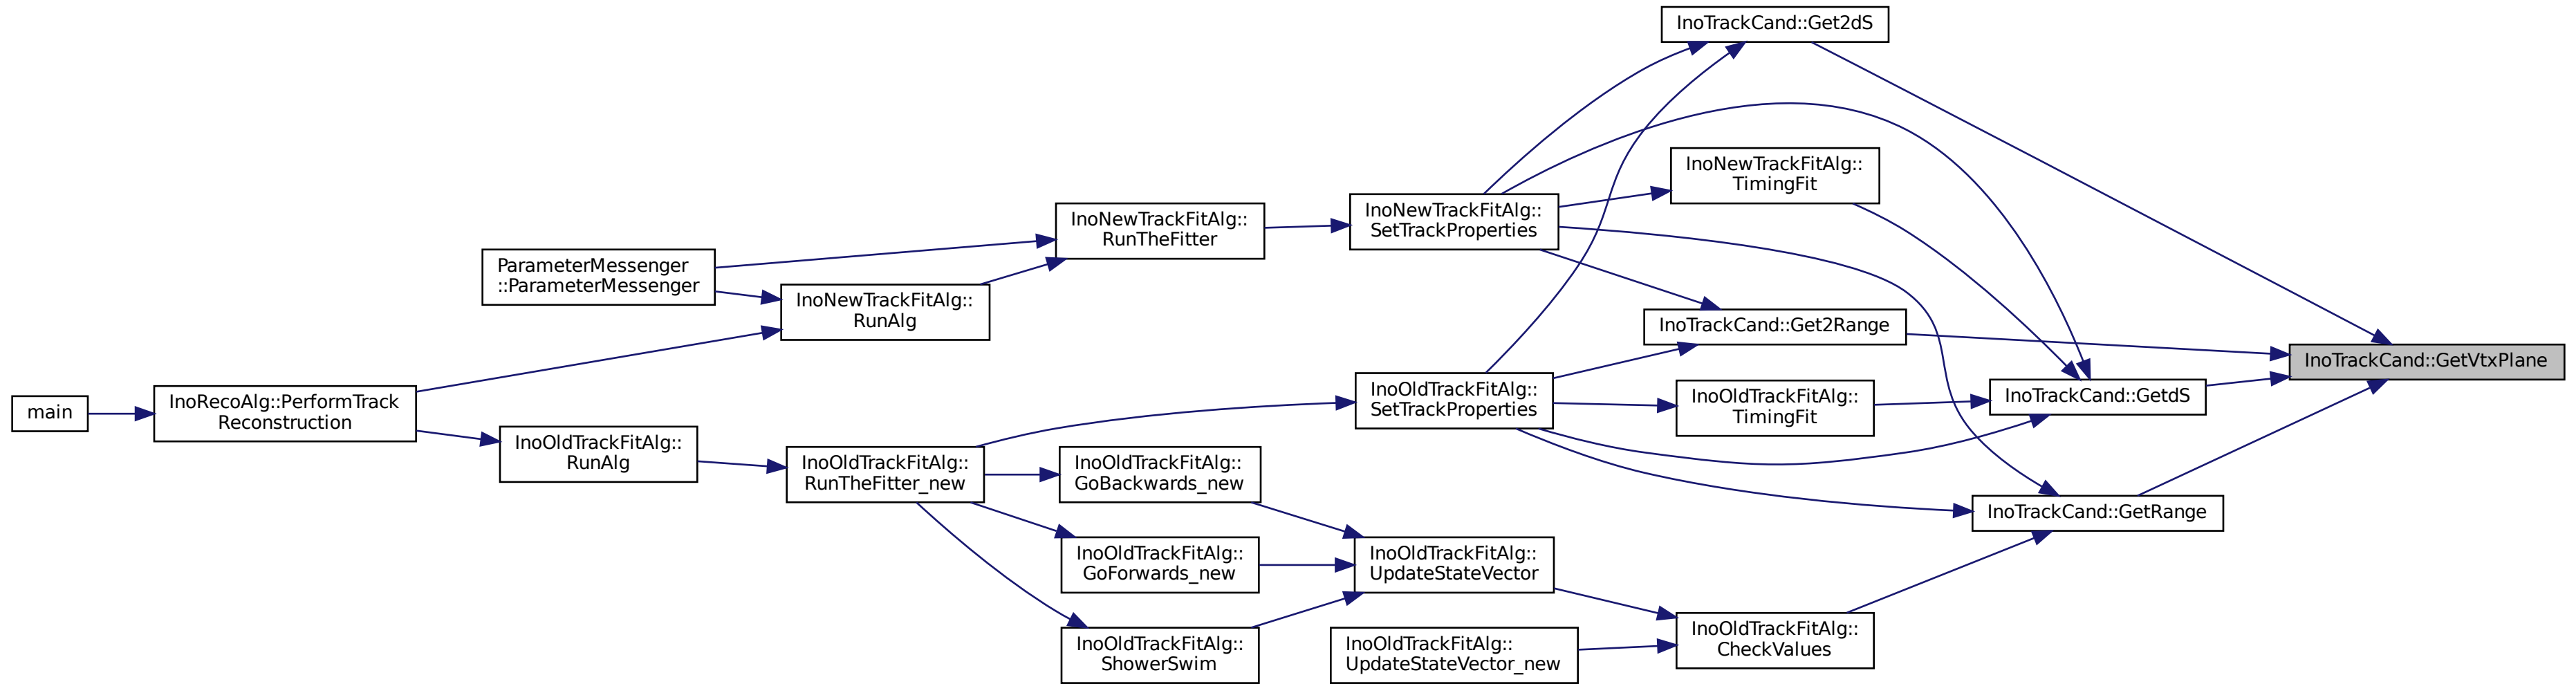 InoTrackCand::Get2dS
InoNewTrackFitAlg::
TimingFit
InoNewTrackFitAlg::
SetTrackProperties
InoNewTrackFitAlg::
RunTheFitter
ParameterMessenger
::ParameterMessenger
InoNewTrackFitAlg::
RunAlg
InoTrackCand::Get2Range
InoTrackCand::GetVtxPlane
InoTrackCand::GetdS
InoOldTrackFitAlg::
SetTrackProperties
InoOldTrackFitAlg::
TimingFit
main
InoRecoAlg::PerformTrack
Reconstruction
InoOldTrackFitAlg::
RunAlg
InoOldTrackFitAlg::
RunTheFitter_new
InoOldTrackFitAlg::
GoBackwards_new
InoTrackCand::GetRange
InoOldTrackFitAlg::
GoForwards_new
InoOldTrackFitAlg::
UpdateStateVector
InoOldTrackFitAlg::
ShowerSwim
InoOldTrackFitAlg::
UpdateStateVector_new
InoOldTrackFitAlg::
CheckValues